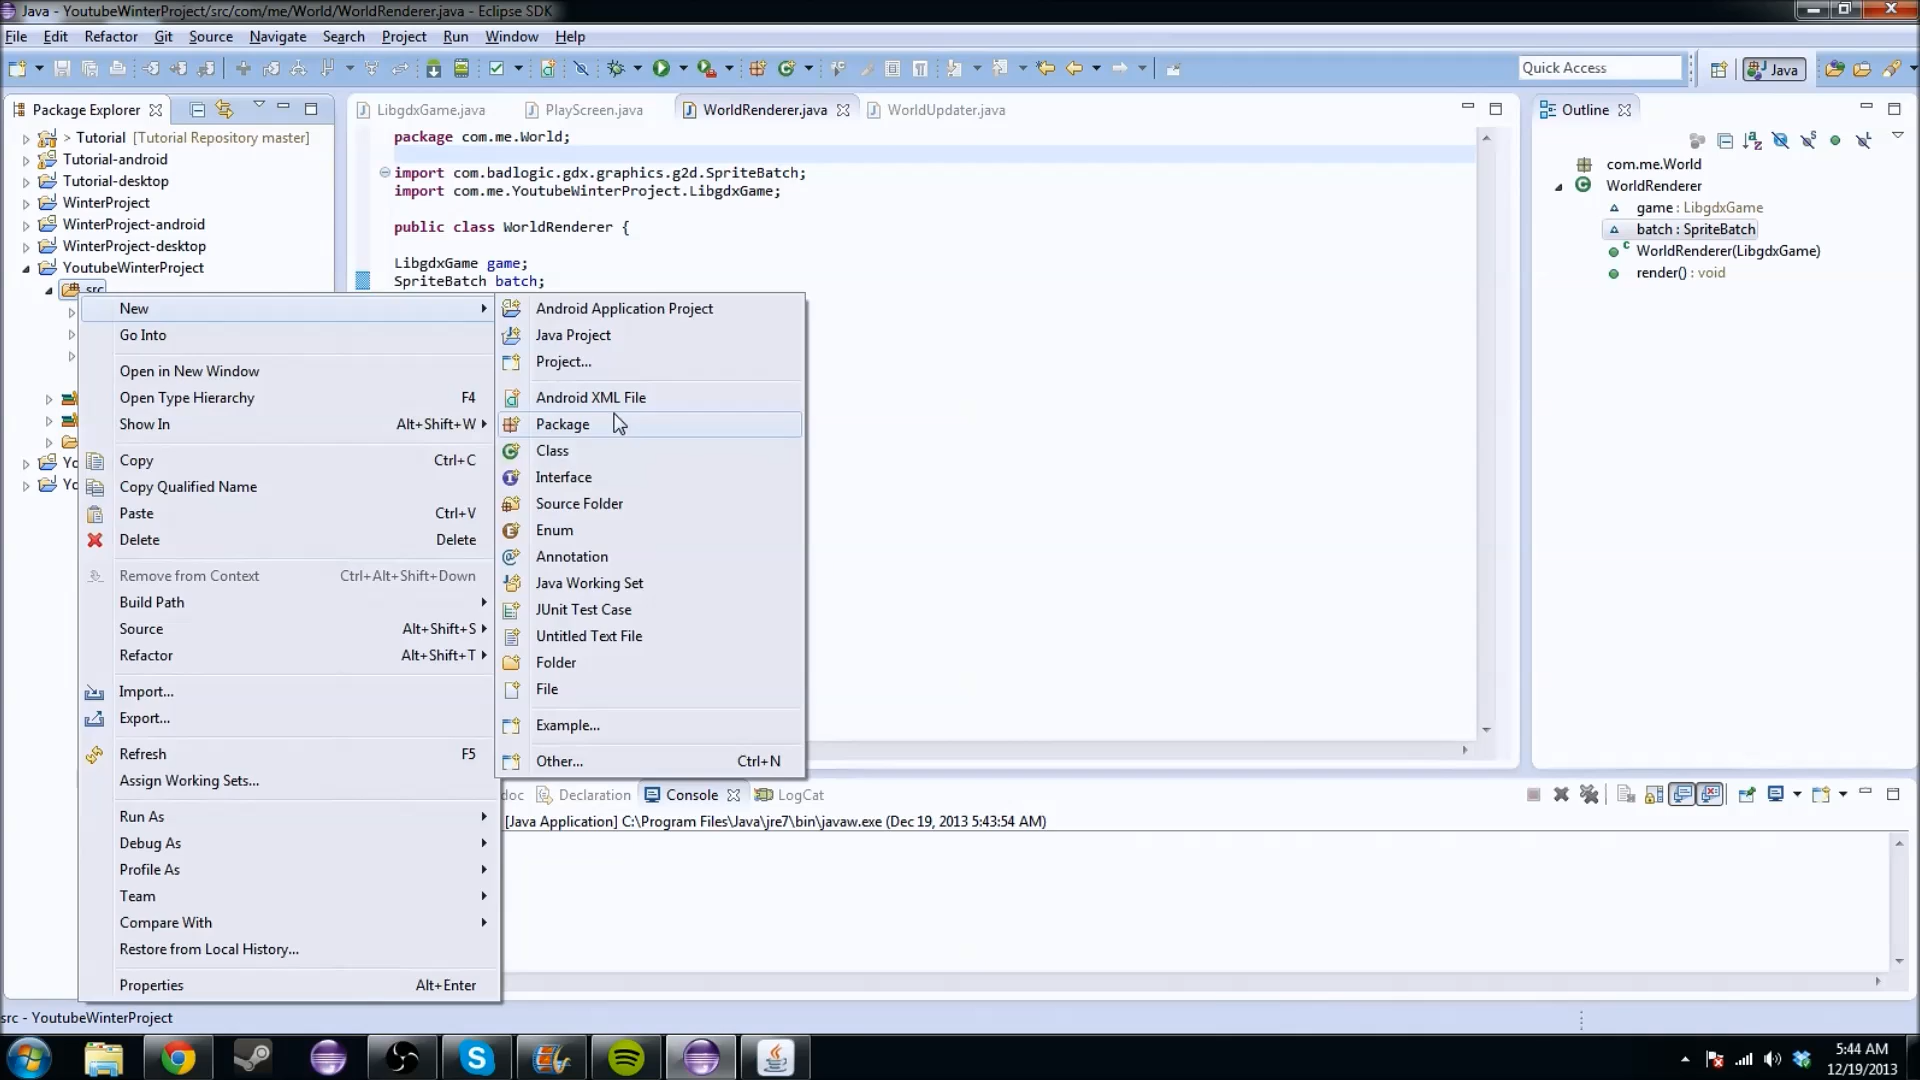 Java - YoutubeWinterProject/src/com/me/World/WorldRenderer.java - Eclipse SDK
File Edit Refactor Git Source Navigate Search Project Run Window Help
Quick Access
Java
Package Explorer
> Tutorial [Tutorial Repository master]
Tutorial-android
Tutorial-desktop
WinterProject
WinterProject-android
WinterProject-desktop
YoutubeWinterProject
src
New
Go Into
Open in New Window
Open Type Hierarchy F4
Show In Alt+Shift+W
Copy Ctrl+C
Copy Qualified Name
Paste Ctrl+V
Delete Delete
Remove from Context Ctrl+Alt+Shift+Down
Build Path
Source Alt+Shift+S
Refactor Alt+Shift+T
Import...
Export...
Refresh F5
Assign Working Sets...
Run As
Debug As
Profile As
Team
Compare With
Restore from Local History...
Properties Alt+Enter
Android Application Project
Java Project
Project...
Android XML File
Package
Class
Interface
Source Folder
Enum
Annotation
Java Working Set
JUnit Test Case
Untitled Text File
Folder
File
Example...
Other... Ctrl+N
LibgdxGame.java PlayScreen.java WorldRenderer.java WorldUpdater.java
package com.me.World;
import com.badlogic.gdx.graphics.g2d.SpriteBatch;
import com.me.YoutubeWinterProject.LibgdxGame;
public class WorldRenderer {
LibgdxGame game;
SpriteBatch batch;
Outline
com.me.World
WorldRenderer
game : LibgdxGame
batch : SpriteBatch
WorldRenderer(LibgdxGame)
render() : void
doc Declaration Console LogCat
[Java Application] C:\Program Files\Java\jre7\bin\javaw.exe (Dec 19, 2013 5:43:54 AM)
src - YoutubeWinterProject
5:44 AM
12/19/2013